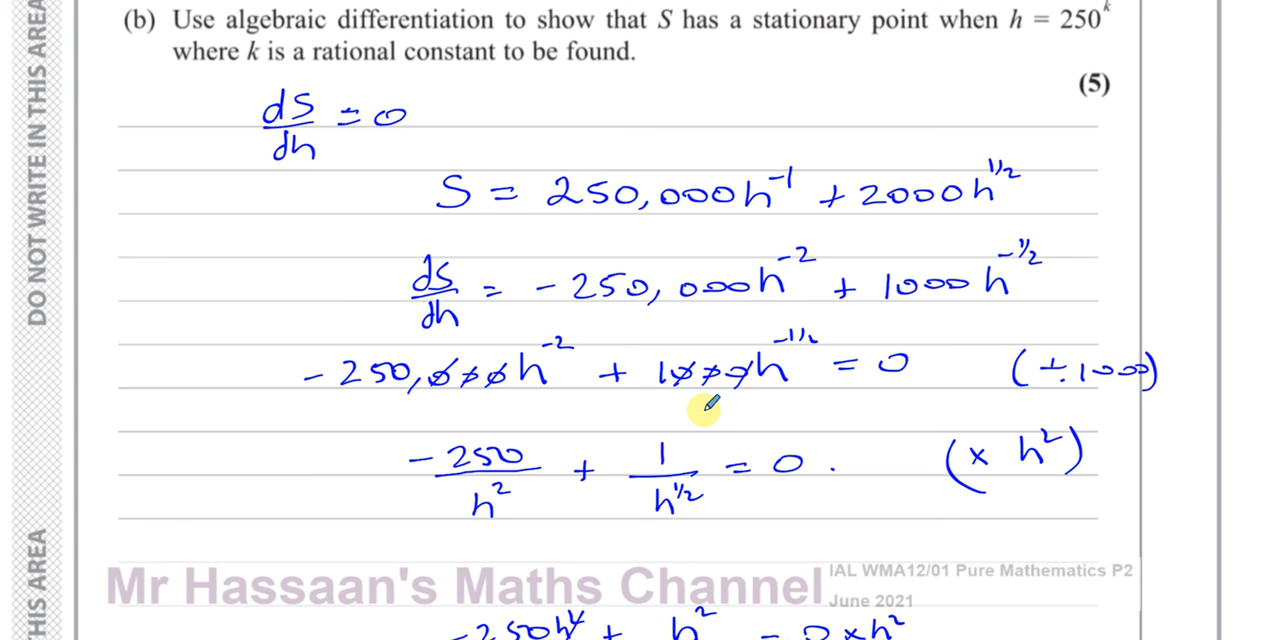 (b) Use algebraic differentiation to show that S has a stationary point when h = 250^k
where k is a rational constant to be found.
(5)
dS/dh = 0
S = 250,000h^-1 + 2000h^1/2
dS/dh = -250,000h^-2 + 1000h^-1/2
-250,000h^-2 + 1000h^-1/2 = 0 (÷1000)
-250/h^2 + 1/h^1/2 = 0. (× h^2)
Mr Hassaan's Maths Channel
IAL WMA12/01 Pure Mathematics P2
June 2021
DO NOT WRITE IN THIS AREA
THIS AREA